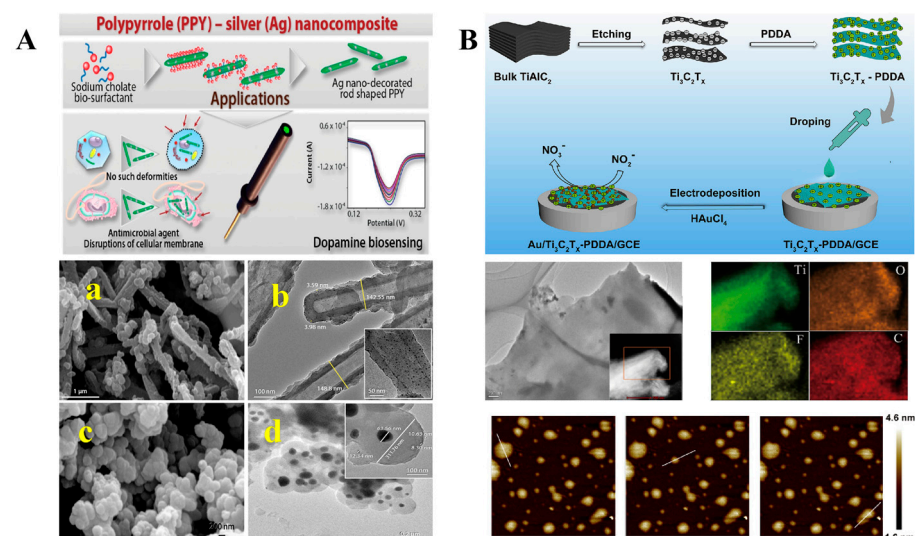 A
Polypyrrole (PPY) – silver (Ag) nanocomposite
Sodium cholate
bio-surfactant
Applications
Ag nano-decorated
rod shaped PPY
No such deformities
Antimicrobial agent
Disruptions of cellular membrane
Current (A)
0.6 x10⁻⁴
-1.2 x10⁻⁴
-1.8 x10⁻⁴
0.12
0.32
Potential (V)
Dopamine biosensing
a
1 µm
b
3.59 nm
142.55 nm
3.96 nm
148.8 nm
100 nm
50 nm
c
d
100 nm
B
Etching
PDDA
Bulk TiAlC₂
Ti₃C₂Tₓ
Ti₃C₂Tₓ - PDDA
Droping
NO₃⁻
NO₂⁻
Electrodeposition
HAuCl₄
Au/Ti₃C₂Tₓ-PDDA/GCE
Ti₃C₂Tₓ-PDDA/GCE
Ti
O
F
C
4.6 nm